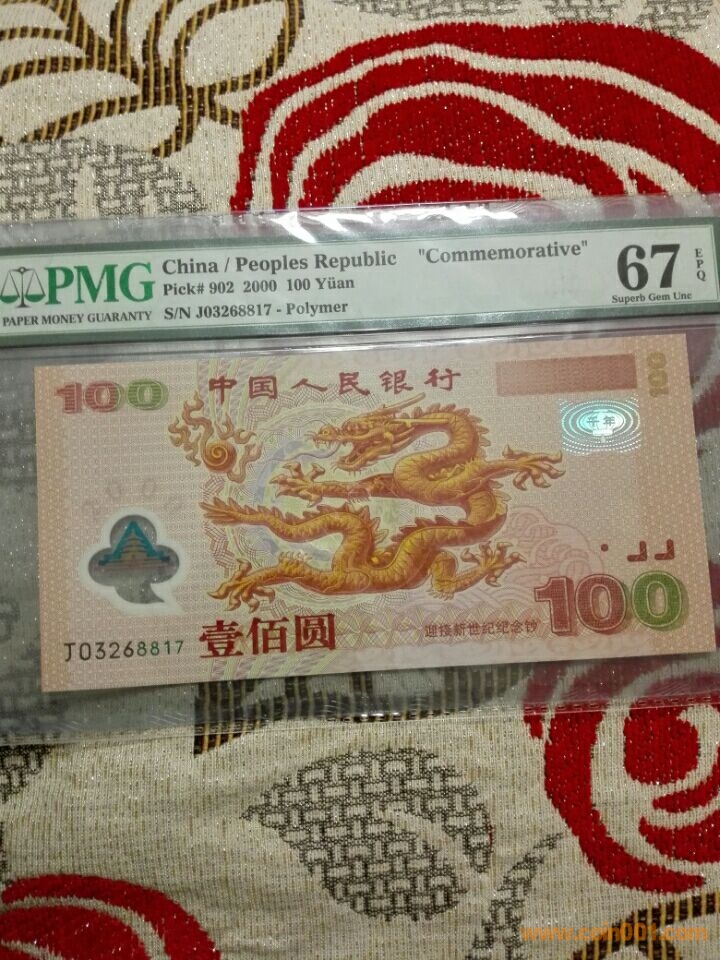 PMG
PAPER MONEY GUARANTY
China / Peoples Republic "Commemorative"
Pick# 902 2000 100 Yüan
S/N J03268817 - Polymer
67 EPQ
Superb Gem Unc
100
中国人民银行
100
千年
J03268817
壹佰圆
迎接新世纪纪念钞
100